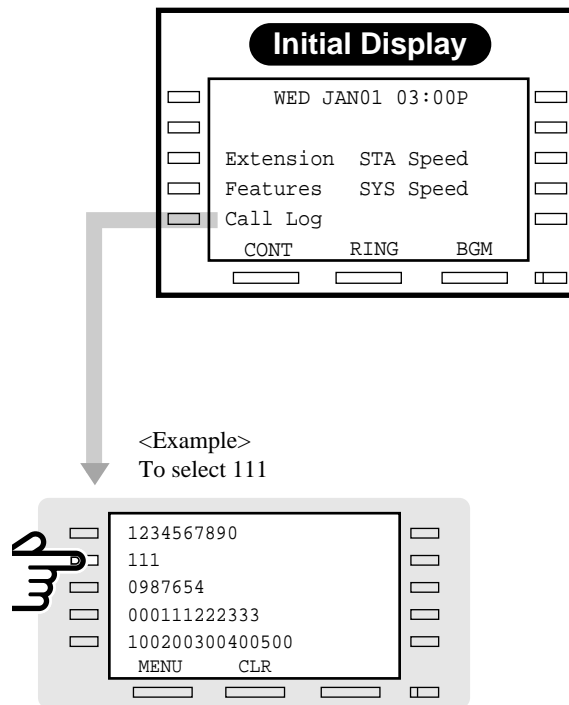 Initial Display
WED JAN01 03:00P
Extension STA Speed
Features SYS Speed
Call Log
CONT RING BGM
<Example>
To select 111
1234567890
111
0987654
000111222333
100200300400500
MENU CLR